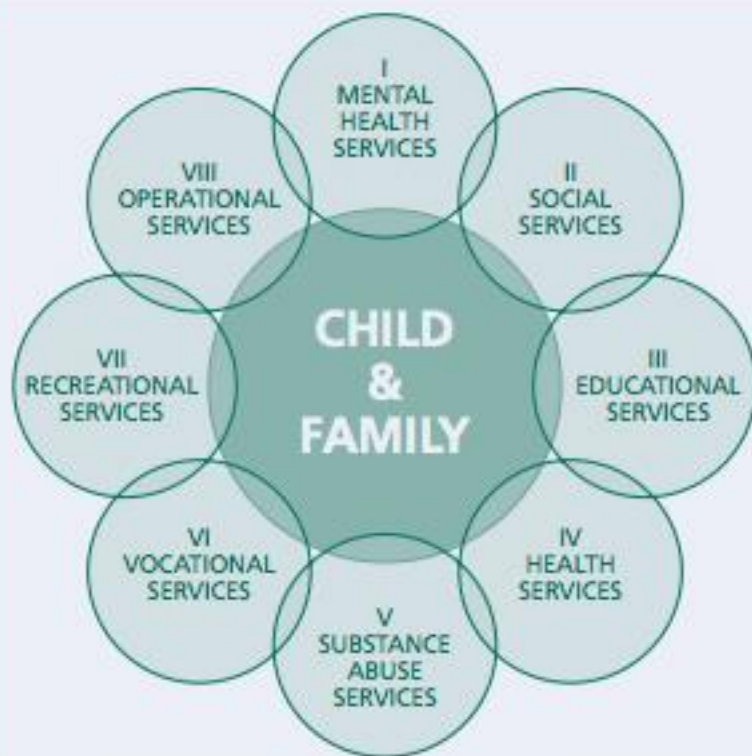 I
MENTAL
HEALTH
SERVICES
II
SOCIAL
SERVICES
III
EDUCATIONAL
SERVICES
IV
HEALTH
SERVICES
V
SUBSTANCE
ABUSE
SERVICES
VI
VOCATIONAL
SERVICES
VII
RECREATIONAL
SERVICES
VIII
OPERATIONAL
SERVICES
CHILD
&
FAMILY